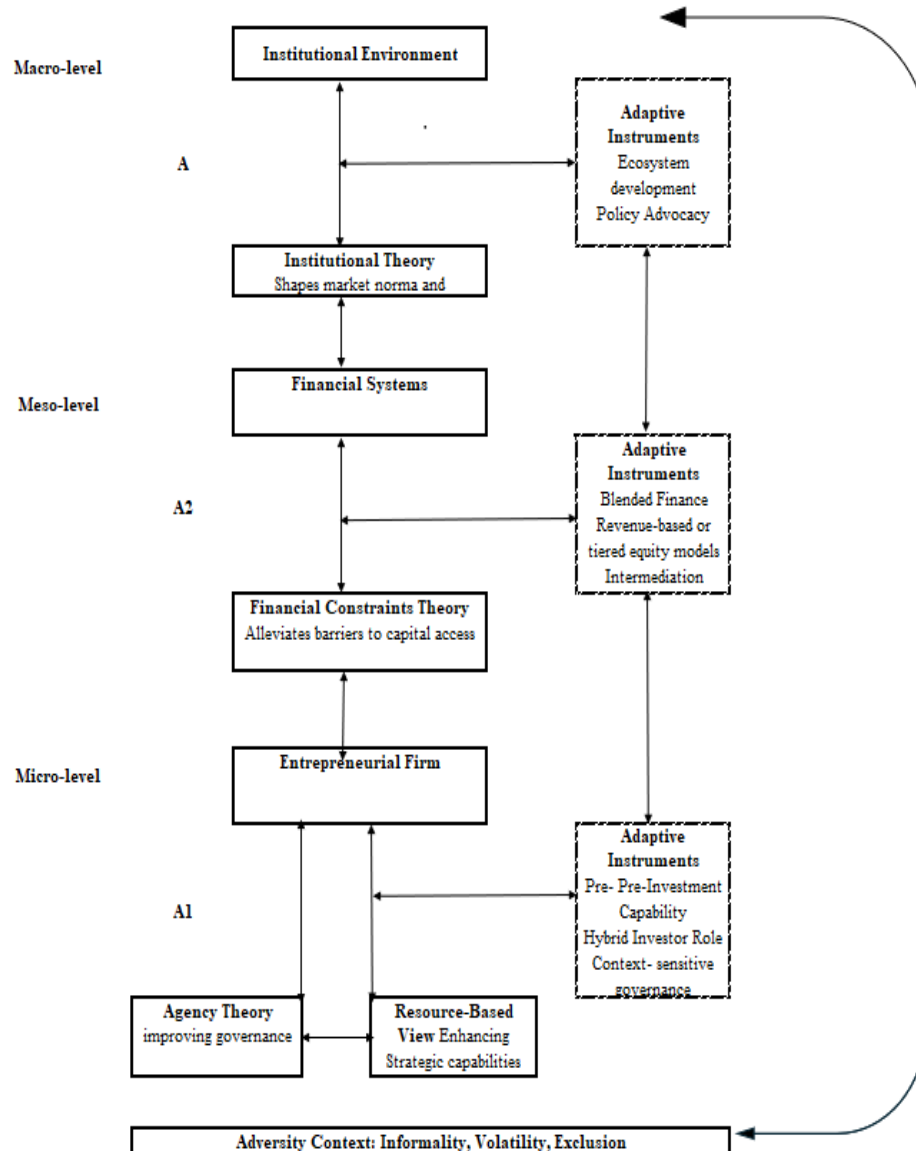 Institutional Environment
Macro-level
Adaptive
Instruments
Ecosystem
development
Policy Advocacy
A
Institutional Theory
Shapes market norma and
Financial Systems
Meso-level
Adaptive
Instruments
Blended Finance
Revenue-based or
tiered equity models
Intermediation
A2
Financial Constraints Theory
Alleviates barriers to capital access
Entrepreneurial Firm
Micro-level
Adaptive
Instruments
Pre- Pre-Investment
Capability
Hybrid Investor Role
Context- sensitive
governance
A1
Agency Theory
improving governance
Resource-Based
View Enhancing
Strategic capabilities
Adversity Context: Informality, Volatility, Exclusion